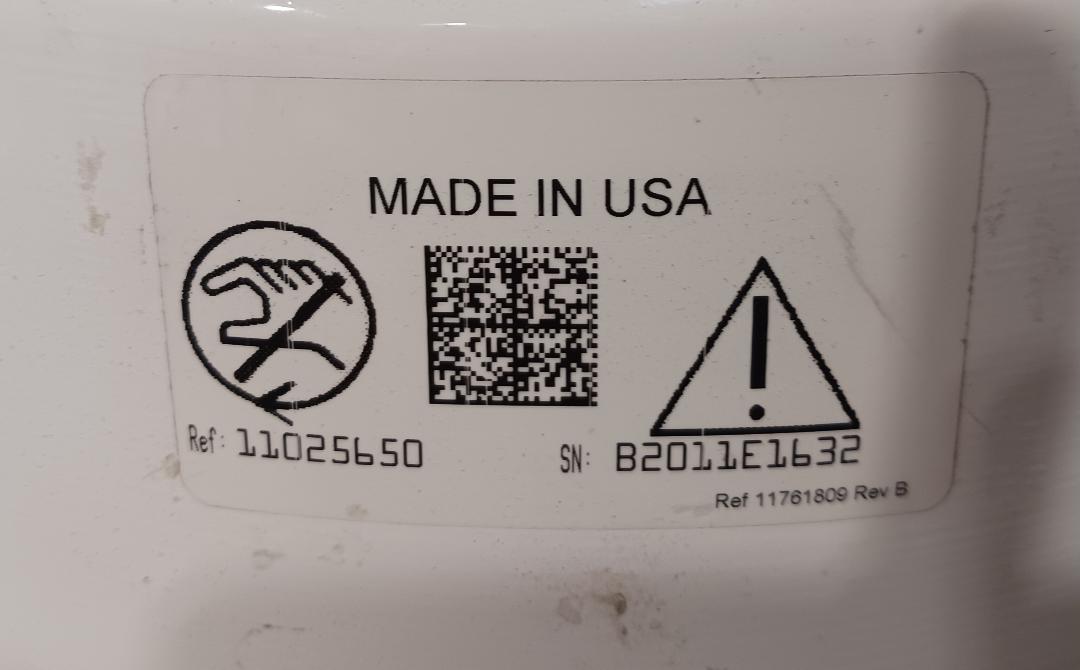 MADE IN USA
Ref: 11025650
SN: B2011E1632
Ref 11761809 Rev B